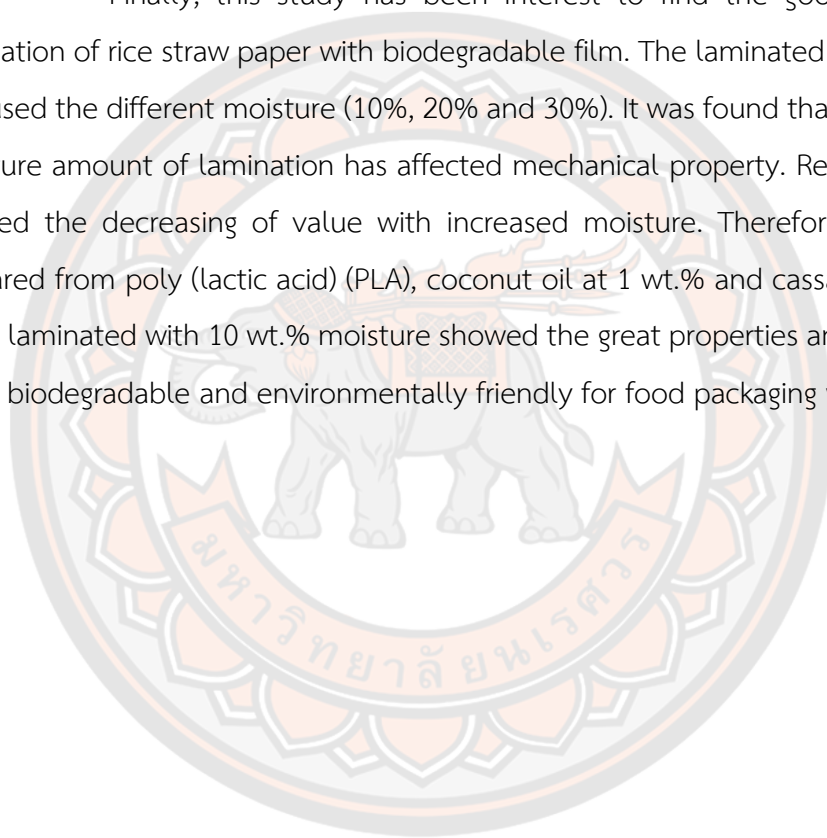 Finally, this study has been interest to find the goo
ation of rice straw paper with biodegradable film. The laminated
used the different moisture (10%, 20% and 30%). It was found tha
ure amount of lamination has affected mechanical property. Re
ed the decreasing of value with increased moisture. Therefor
ared from poly (lactic acid) (PLA), coconut oil at 1 wt.% and cass
laminated with 10 wt.% moisture showed the great properties a
biodegradable and environmentally friendly for food packaging
มหาวิทยาลัยนเรศวร